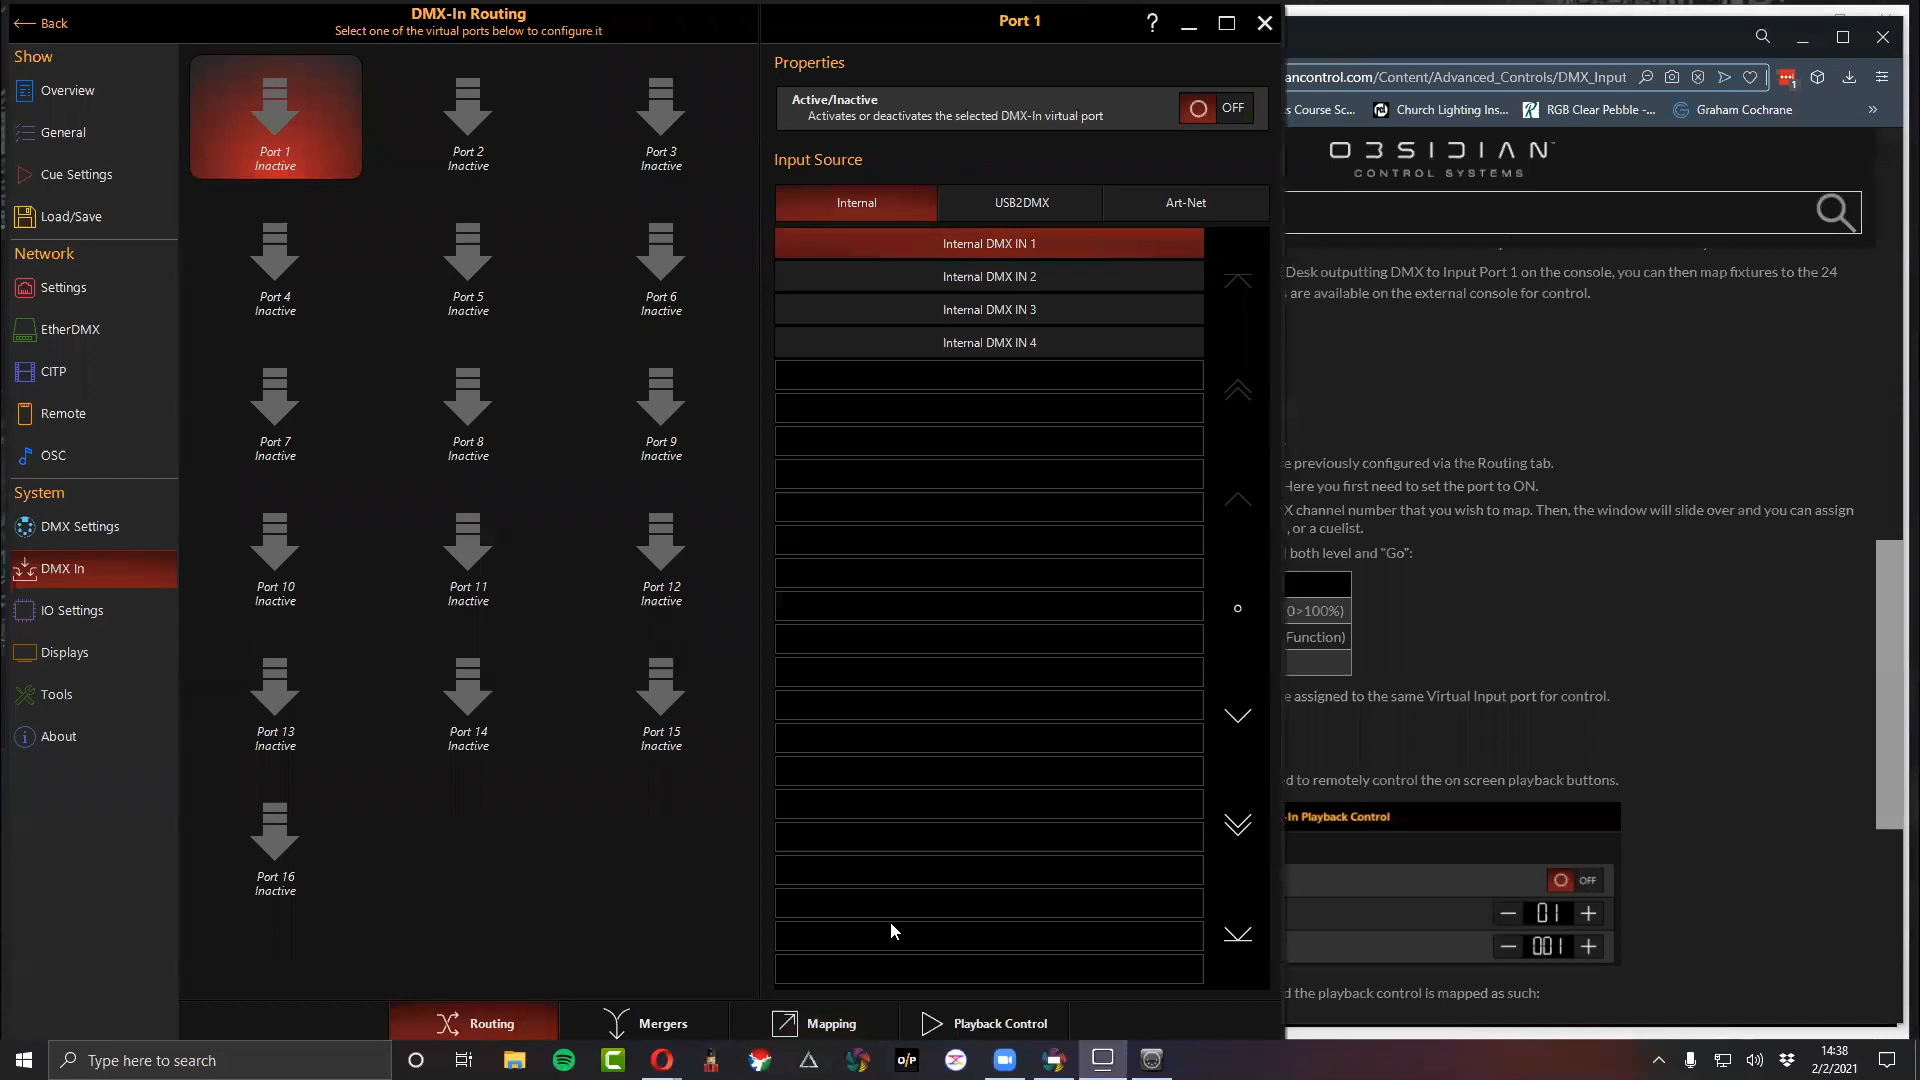 Back
DMX-In Routing
Select one of the virtual ports below to configure it
Port 1
?
Show
Overview
General
Cue Settings
Load/Save
Network
Settings
EtherDMX
CITP
Remote
OSC
System
DMX Settings
DMX In
IO Settings
Displays
Tools
About
Port 1
Inactive
Port 2
Inactive
Port 3
Inactive
Port 4
Inactive
Port 5
Inactive
Port 6
Inactive
Port 7
Inactive
Port 8
Inactive
Port 9
Inactive
Port 10
Inactive
Port 11
Inactive
Port 12
Inactive
Port 13
Inactive
Port 14
Inactive
Port 15
Inactive
Port 16
Inactive
Properties
Active/Inactive
Activates or deactivates the selected DMX-In virtual port
OFF
Input Source
Internal
USB2DMX
Art-Net
Internal DMX IN 1
Internal DMX IN 2
Internal DMX IN 3
Internal DMX IN 4
Routing
Mergers
Mapping
Playback Control
ancontrol.com/Content/Advanced_Controls/DMX_Input
1
s Course Sc...
Church Lighting Ins...
RGB Clear Pebble -...
Graham Cochrane
OBSIDIAN
CONTROL SYSTEMS
Desk outputting DMX to Input Port 1 on the console, you can then map fixtures to the 24
are available on the external console for control.
e previously configured via the Routing tab.
Here you first need to set the port to ON.
X channel number that you wish to map. Then, the window will slide over and you can assign
, or a cuelist.
both level and "Go":
0>100%)
Function)
e assigned to the same Virtual Input port for control.
d to remotely control the on screen playback buttons.
-In Playback Control
OFF
01
001
d the playback control is mapped as such:
Type here to search
O/P
14:38
2/2/2021